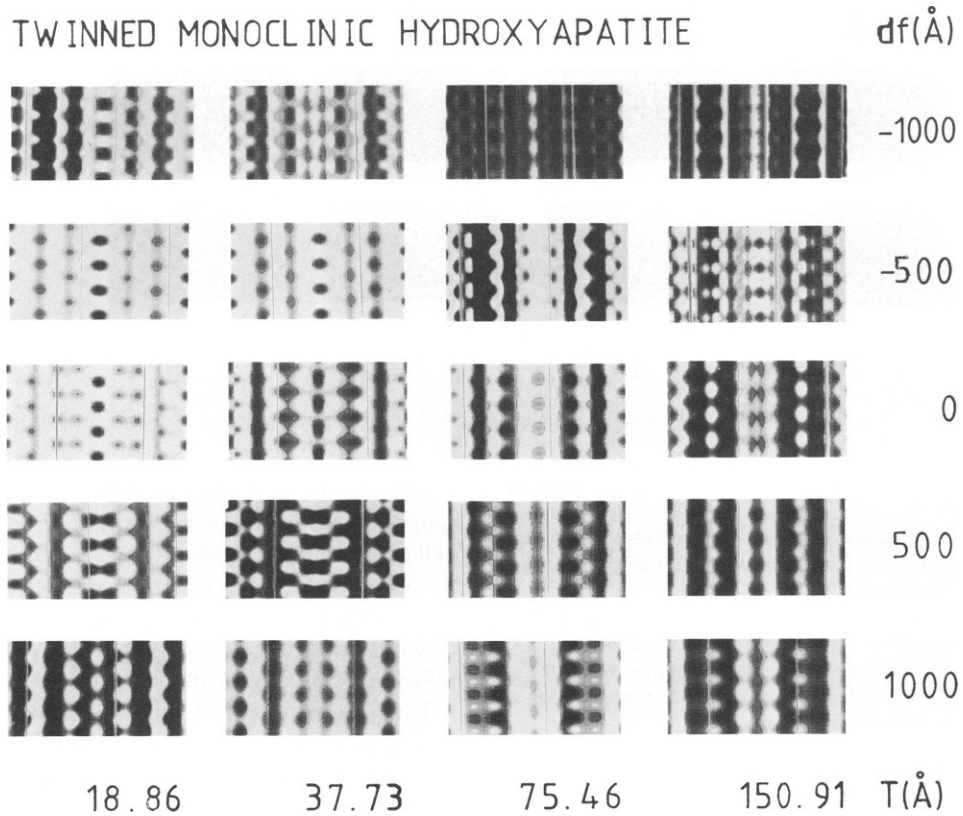 TWINNED MONOCLINIC HYDROXYAPATITE df(Å)
-1000
-500
0
500
1000
18.86 37.73 75.46 150.91 T(Å)